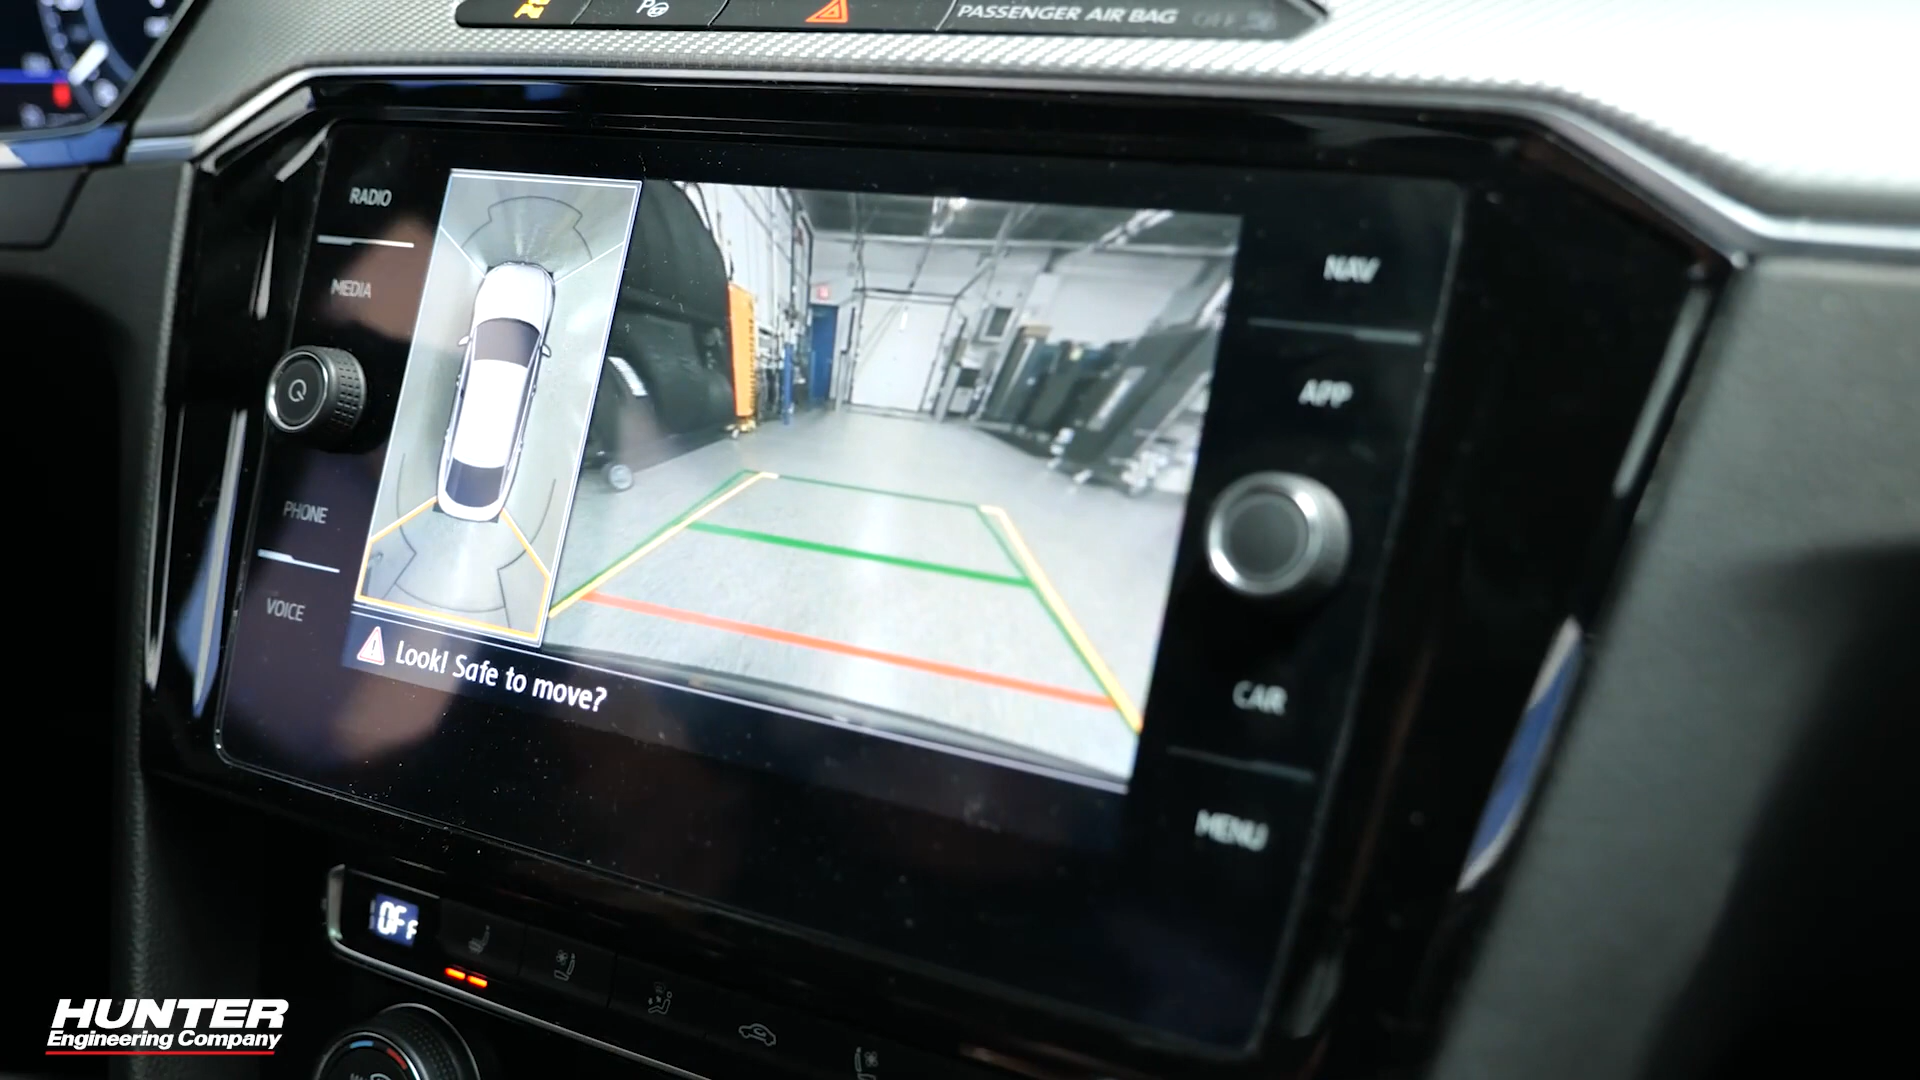 PASSENGER AIR BAG OFF
RADIO
MEDIA
PHONE
VOICE
NAV
APP
CAR
MENU
Look! Safe to move?
OFF
HUNTER
Engineering Company